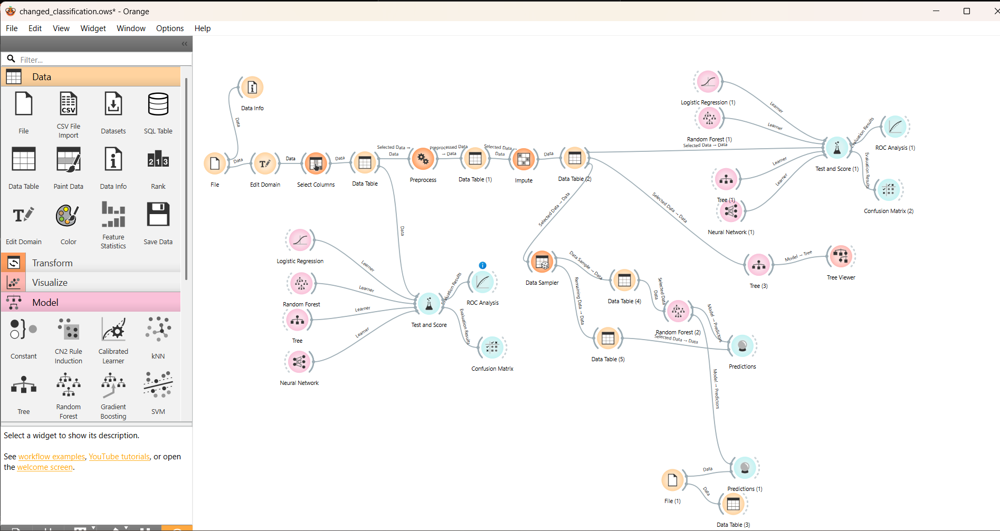 changed_classification.ows* - Orange
File Edit View Widget Window Options Help
Filter...
Data
File
CSV File
Import
Datasets
SQL Table
Data Table
Paint Data
Data Info
Rank
Edit Domain
Color
Feature
Statistics
Save Data
Transform
Visualize
Model
Constant
CN2 Rule
Induction
Calibrated
Learner
kNN
Tree
Random
Forest
Gradient
Boosting
SVM
Select a widget to show its description.
See workflow examples, YouTube tutorials, or open
the welcome screen.
Data Info
Data
File
Data
Edit Domain
Data
Select Columns
Data
Data Table
Selected Data →
Data
Preprocess
Preprocessed Data
→ Data
Data Table (1)
Selected Data →
Data
Impute
Data
Data Table (2)
Selected Data → Data
Logistic Regression (1)
Learner
Random Forest (1)
Learner
Tree (1)
Learner
Neural Network (1)
Learner
Test and Score (1)
Evaluation Results
ROC Analysis (1)
Evaluation Results
Confusion Matrix (2)
Data
Logistic Regression
Learner
Random Forest
Learner
Tree
Learner
Neural Network
Learner
Test and Score
Evaluation Results
ROC Analysis
Evaluation Results
Confusion Matrix
Selected Data → Data
Data Sampler
Data Sample → Data
Data Table (4)
Remaining Data → Data
Data Table (5)
Selected Data
Data
Random Forest (2)
Selected Data → Data
Model → Predictors
Predictions
Selected Data → Data
Tree (3)
Model → Tree
Tree Viewer
Model → Predictors
File (1)
Data
Predictions (1)
Data
Data Table (3)